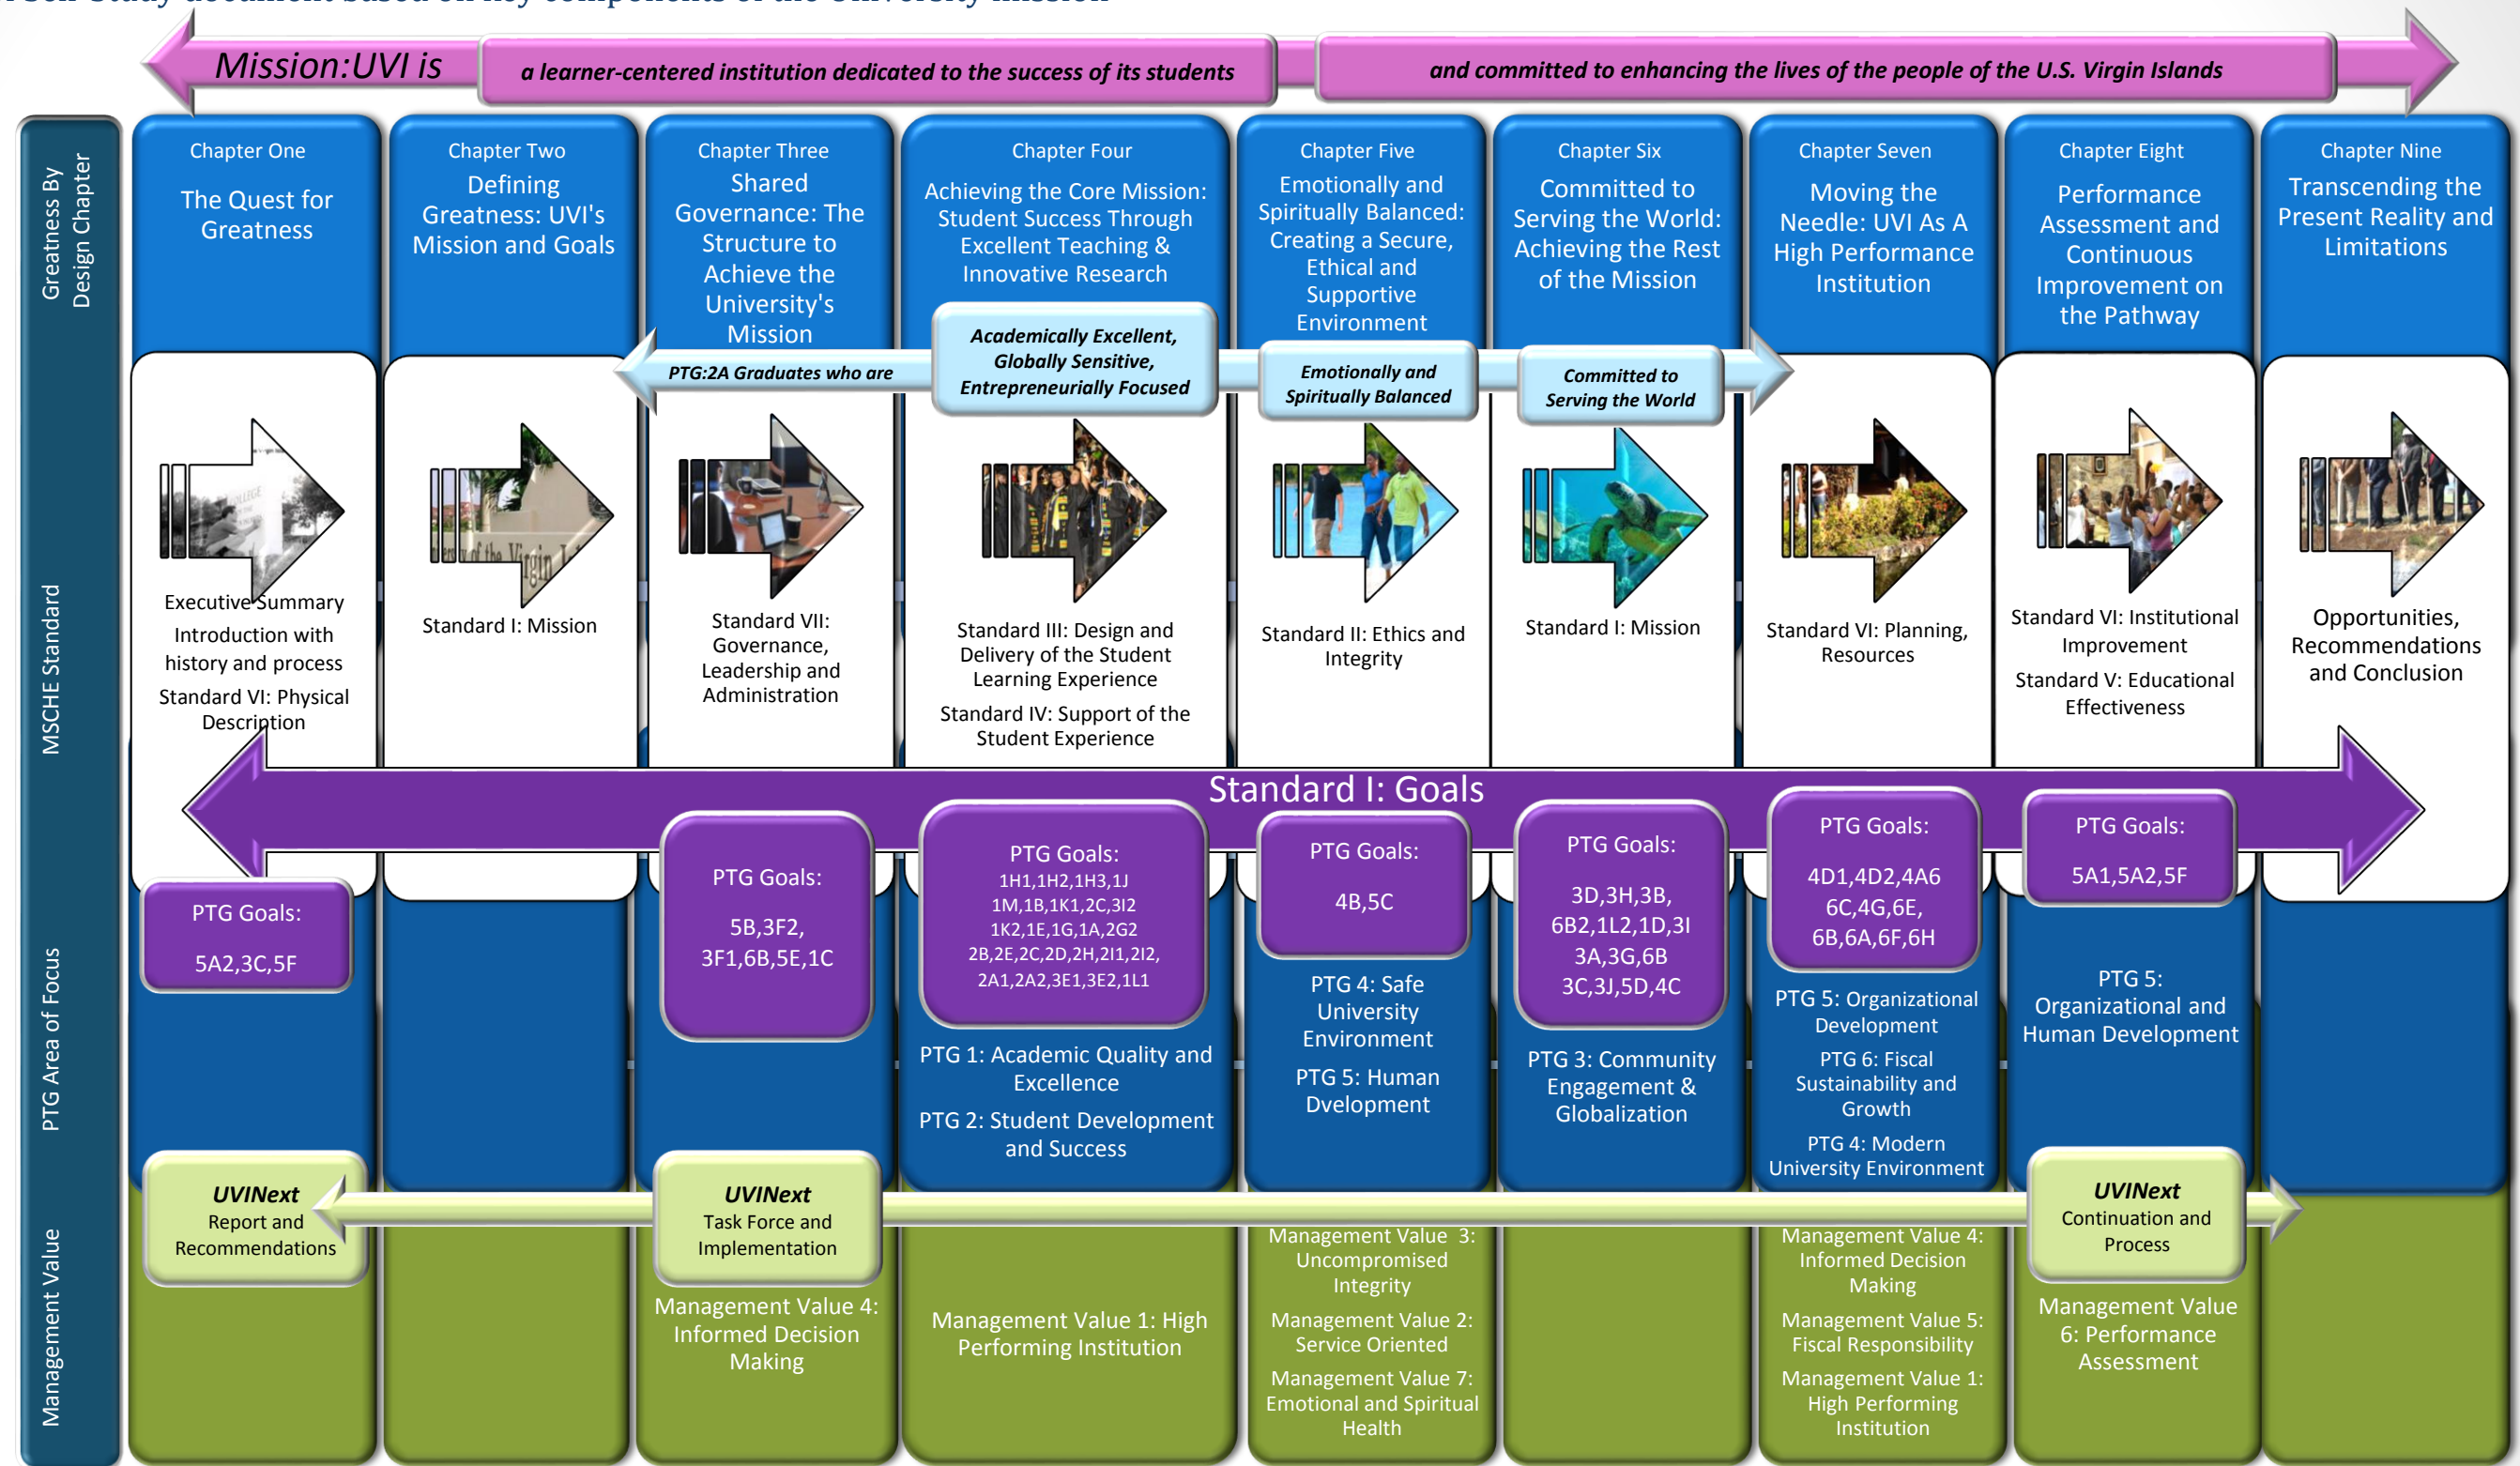 Self Study document based on key components of the University mission
Mission:UVI is
a learner-centered institution dedicated to the success of its students
and committed to enhancing the lives of the people of the U.S. Virgin Islands
Greatness By
Design Chapter
Chapter One
The Quest for
Greatness
Chapter Two
Defining
Greatness: UVI's
Mission and Goals
Chapter Three
Shared
Governance: The
Structure to
Achieve the
University's
Mission
Chapter Four
Achieving the Core Mission:
Student Success Through
Excellent Teaching &
Innovative Research
Chapter Five
Emotionally and
Spiritually Balanced:
Creating a Secure,
Ethical and
Supportive
Environment
Chapter Six
Committed to
Serving the World:
Achieving the Rest
of the Mission
Chapter Seven
Moving the
Needle: UVI As A
High Performance
Institution
Chapter Eight
Performance
Assessment and
Continuous
Improvement on
the Pathway
Chapter Nine
Transcending the
Present Reality and
Limitations
PTG:2A Graduates who are
Academically Excellent,
Globally Sensitive,
Entrepreneurially Focused
Emotionally and
Spiritually Balanced
Committed to
Serving the World
MSCHE Standard
COLLEGE
of the Virgin
Executive Summary
Introduction with
history and process
Standard VI: Physical
Description
Standard I: Mission
Standard VII:
Governance,
Leadership and
Administration
Standard III: Design and
Delivery of the Student
Learning Experience
Standard IV: Support of the
Student Experience
Standard II: Ethics and
Integrity
Standard I: Mission
Standard VI: Planning,
Resources
Standard VI: Institutional
Improvement
Standard V: Educational
Effectiveness
Opportunities,
Recommendations
and Conclusion
Standard I: Goals
PTG Area of Focus
PTG Goals:
5A2,3C,5F
PTG Goals:
5B,3F2,
3F1,6B,5E,1C
PTG Goals:
1H1,1H2,1H3,1J
1M,1B,1K1,2C,3I2
1K2,1E,1G,1A,2G2
2B,2E,2C,2D,2H,2I1,2I2,
2A1,2A2,3E1,3E2,1L1
PTG 1: Academic Quality and
Excellence
PTG 2: Student Development
and Success
PTG Goals:
4B,5C
PTG 4: Safe
University
Environment
PTG 5: Human
Dvelopment
PTG Goals:
3D,3H,3B,
6B2,1L2,1D,3I
3A,3G,6B
3C,3J,5D,4C
PTG 3: Community
Engagement &
Globalization
PTG Goals:
4D1,4D2,4A6
6C,4G,6E,
6B,6A,6F,6H
PTG 5: Organizational
Development
PTG 6: Fiscal
Sustainability and
Growth
PTG 4: Modern
University Environment
PTG Goals:
5A1,5A2,5F
PTG 5:
Organizational and
Human Development
Management Value
UVINext
Report and
Recommendations
UVINext
Task Force and
Implementation
Management Value 4:
Informed Decision
Making
Management Value 1: High
Performing Institution
Management Value 3:
Uncompromised
Integrity
Management Value 2:
Service Oriented
Management Value 7:
Emotional and Spiritual
Health
Management Value 4:
Informed Decision
Making
Management Value 5:
Fiscal Responsibility
Management Value 1:
High Performing
Institution
UVINext
Continuation and
Process
Management Value
6: Performance
Assessment